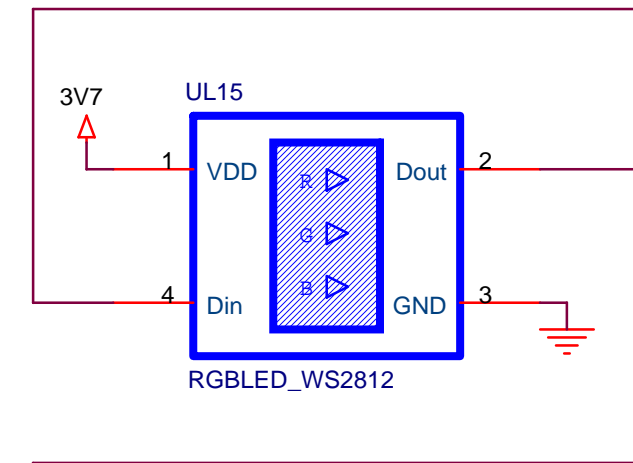 3V7
UL15
1
VDD
R
Dout
2
G
4
Din
B
GND
3
RGBLED_WS2812